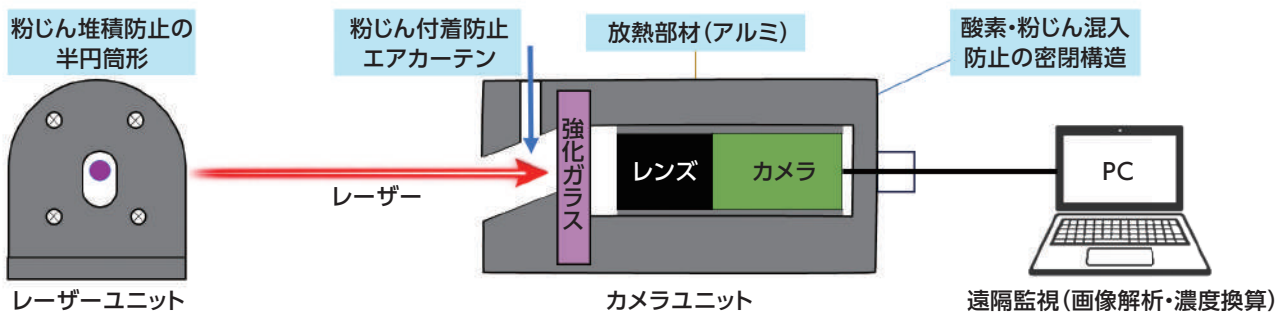 粉じん堆積防止の
半円筒形
粉じん付着防止
エアカーテン
放熱部材（アルミ）
酸素・粉じん混入
防止の密閉構造
強化ガラス
レンズ
カメラ
PC
レーザー
レーザーユニット
カメラユニット
遠隔監視（画像解析・濃度換算）